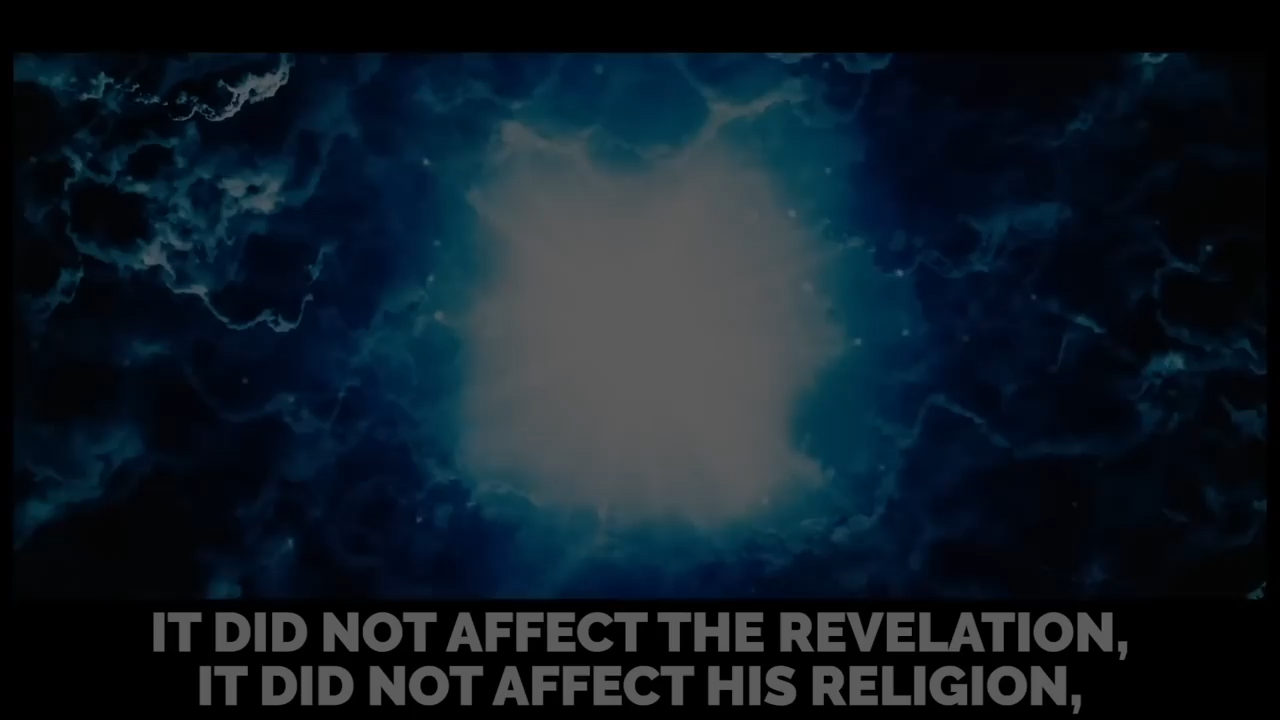 IT DID NOT AFFECT THE REVELATION,
IT DID NOT AFFECT HIS RELIGION,